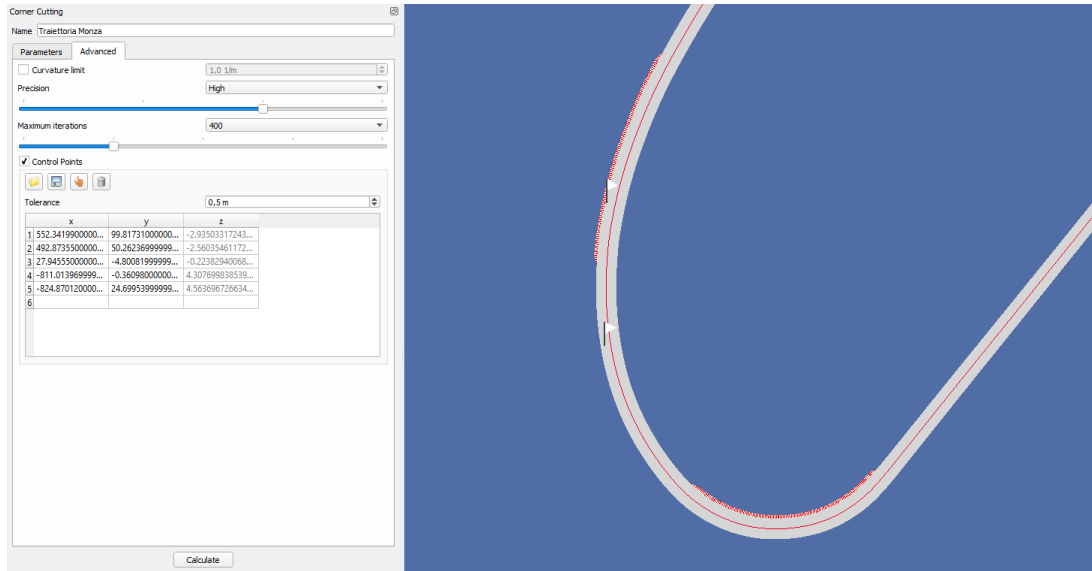 Corner Cutting
Name Traiettoria Monza
Parameters Advanced
Curvature limit 1,0 1/m
Precision High
Maximum iterations 400
Control Points
Tolerance 0,5 m
x y z
1 552.3419900000... 99.81731000000... -2.93503317243...
2 492.8735500000... 50.26236999999... -2.56035461172...
3 27.94555000000... -4.80081999999... -0.22382940068...
4 -811.013969999... -0.36098000000... 4.307699838539...
5 -824.870120000... 24.69953999999... 4.563696726634...
6
Calculate